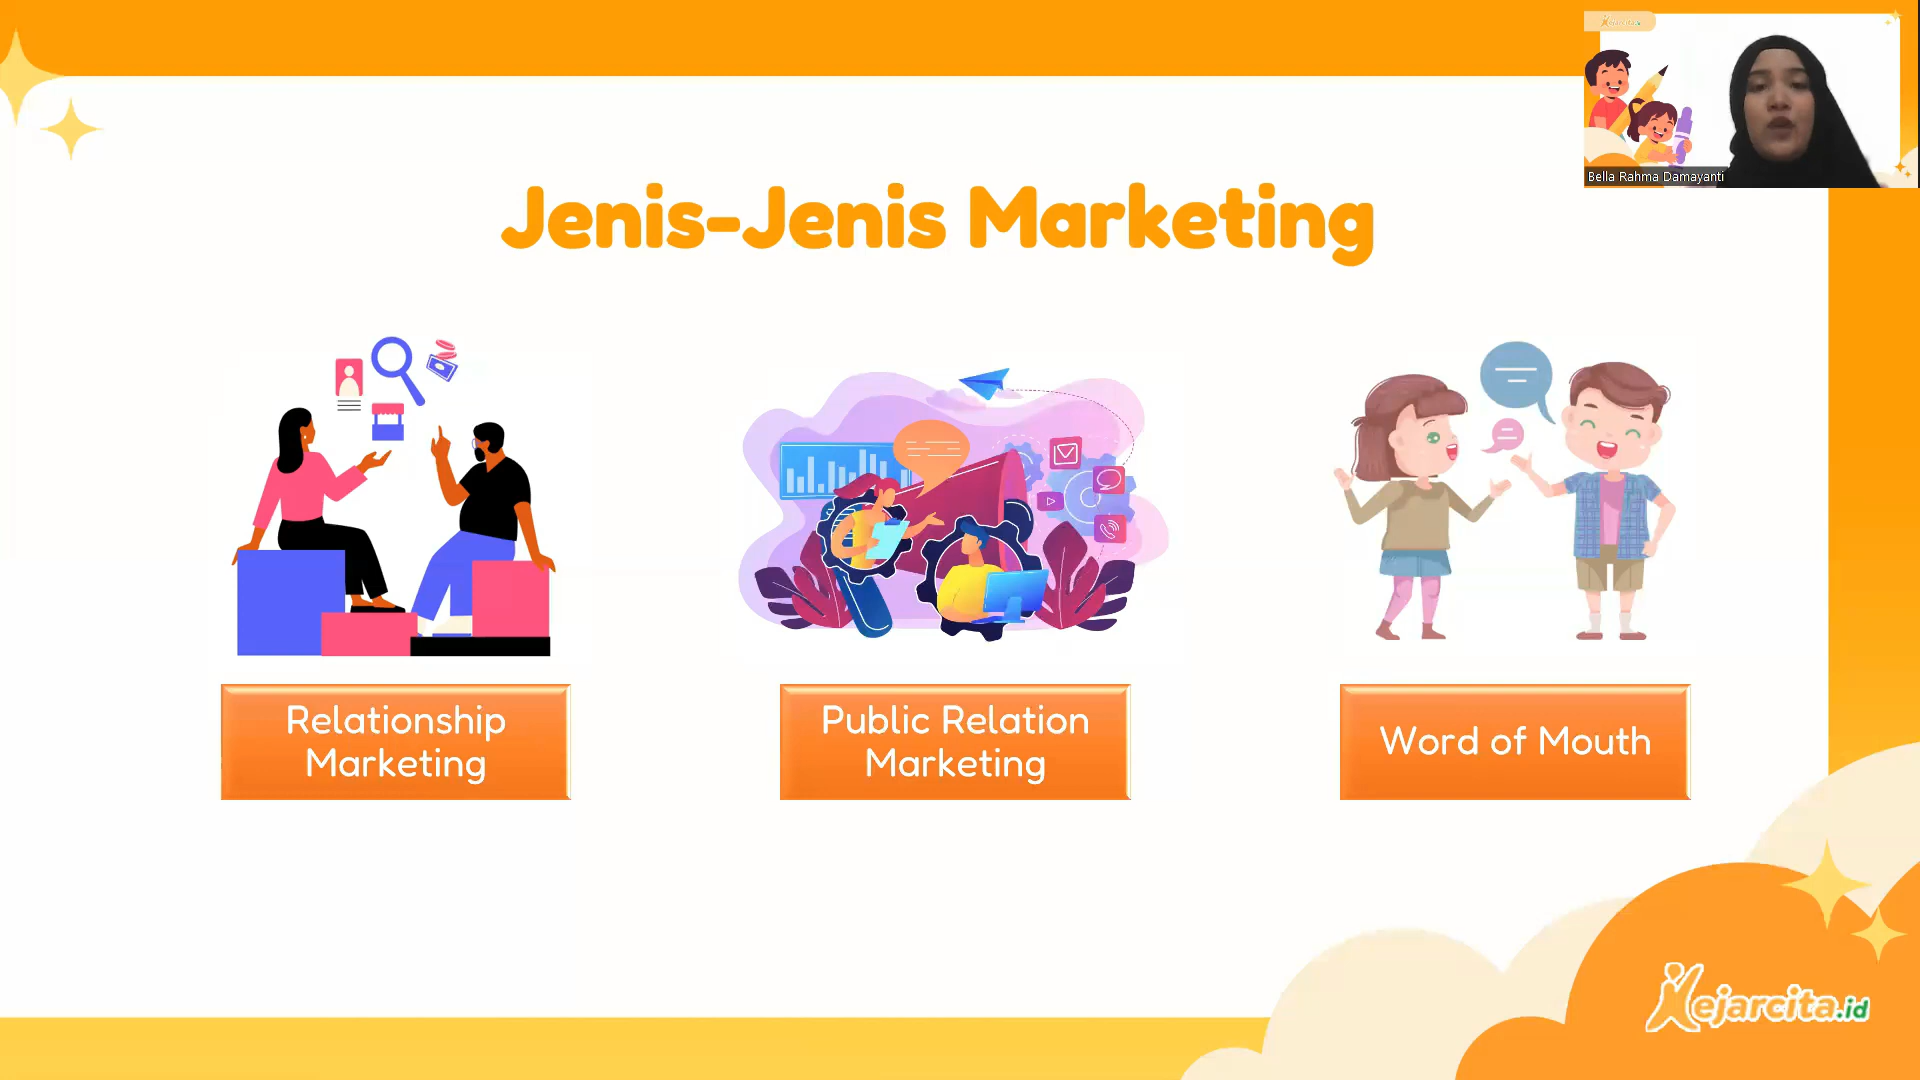 Bella Rahma Damayanti
Jenis-Jenis Marketing
Relationship
Marketing
Public Relation
Marketing
Word of Mouth
Kejarcita.id